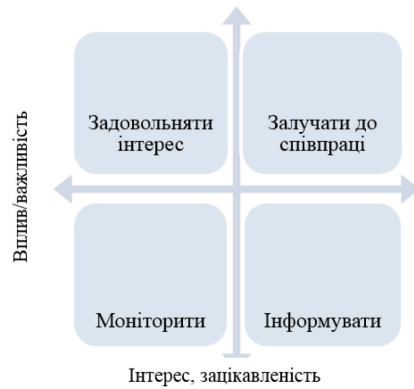 Вплив/важливість
Задовольняти
інтерес
Залучати до
співпраці
Моніторити
Інформувати
Інтерес, зацікавленість